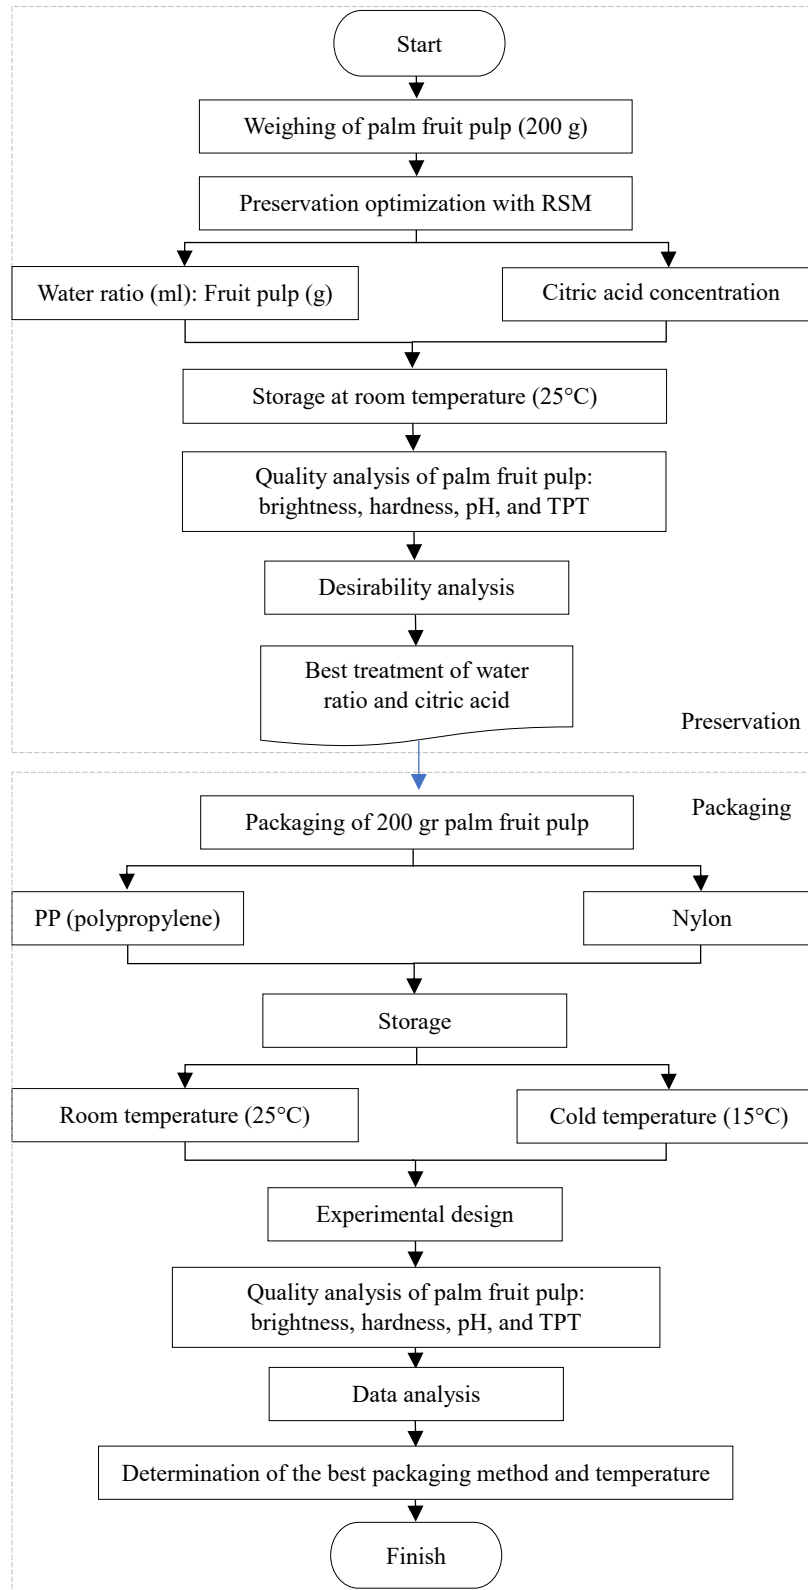 Start
Weighing of palm fruit pulp (200 g)
Preservation optimization with RSM
Water ratio (ml): Fruit pulp (g)
Citric acid concentration
Storage at room temperature (25°C)
Quality analysis of palm fruit pulp:
brightness, hardness, pH, and TPT
Desirability analysis
Best treatment of water
ratio and citric acid
Preservation
Packaging
Packaging of 200 gr palm fruit pulp
PP (polypropylene)
Nylon
Storage
Room temperature (25°C)
Cold temperature (15°C)
Experimental design
Quality analysis of palm fruit pulp:
brightness, hardness, pH, and TPT
Data analysis
Determination of the best packaging method and temperature
Finish